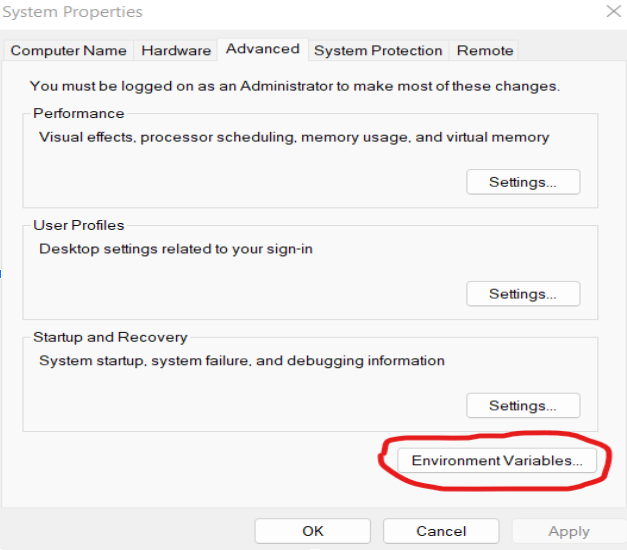 System Properties
Computer Name Hardware Advanced System Protection Remote
You must be logged on as an Administrator to make most of these changes.
Performance
Visual effects, processor scheduling, memory usage, and virtual memory
Settings...
User Profiles
Desktop settings related to your sign-in
Settings...
Startup and Recovery
System startup, system failure, and debugging information
Settings...
Environment Variables...
OK Cancel Apply